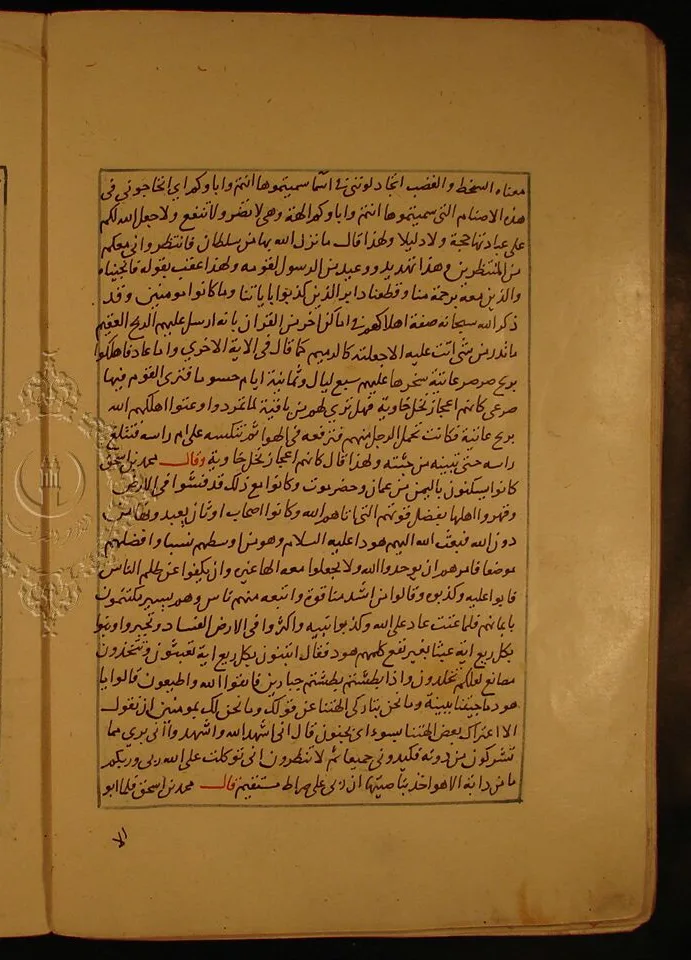 معناه السخط والغضب اتجادلونني في اسما سميتموها انتم واباوكم اي اتحاجوني في
هذه الاصنام التي سميتموها انتم واباوكم الهة وهي لا تضر ولا تنفع ولا جعل الله لكم
على عبادتها حجة ولا دليلا ولهذا قال ما نزل الله بها من سلطان فانتظروا اني معكم
من المنتظرين وهذا تهديد ووعيد من الرسول لقومه ولهذا عقب بقوله فانجيناه
والذين معه برحمة منا وقطعنا دابر الذين كذبوا باياتنا وما كانوا مومنين وقد
ذكر الله سبحانه صفة اهلاكهم في اماكن اخر من القران بانه ارسل عليهم الريح العقيم
ما تذر من شي اتت عليه الا جعلته كالرميم كما قال في الاية الاخري واما عاد فاهلكوا
بريح صرصر عاتية سخرها عليهم سبع ليال وثمانية ايام حسوما فترى القوم فيها
صرعي كانهم اعجاز نخل خاوية فهل تري لهم من باقية لما تمردوا وعتوا اهلكهم الله
بريح عاتية فكانت تحمل الرجل منهم فترفعه في الهوا ثم تنكسه على ام راسه فتثلغ
راسه حتى تبينه من جثته ولهذا قال كانهم اعجاز نخل خاوية وقال محمد بن اسحق
كانوا يسكنون باليمن من عمان وحضرموت وكانوا مع ذلك قد فشوا في الارض
وقهروا اهلها بفضل قوتهم التي اتاهم الله وكانوا اصحاب اوثان يعبدونها من
دون الله فبعث الله اليهم هودا عليه السلام وهو من اوسطهم نسبا وافضلهم
موضعا فامرهم ان يوحدوا الله ولا يجعلوا معه الها غيره وان يكفوا عن ظلم الناس
فابوا عليه وكذبوه وقالوا من اشد منا قوة واتبعه منهم ناس وهم يسير يكتتمون
بايمانهم فلما عتت عاد على الله وكذبوا نبيه واكثروا في الارض الفساد وتجبروا وبنوا
بكل ريع اية عبثا بغير نفع كلمهم هود فقال اتبنون بكل ريع اية تعبثون وتتخذون
مصانع لعلكم تخلدون واذا بطشتم بطشتم جبارين فاتقوا الله واطيعون قالوا يا
هود ما جيتنا ببينة وما نحن بتاركي الهتنا عن قولك وما نحن لك بمومنين ان نقول
الا اعتراك بعض الهتنا بسوء اي بجنون قال اني اشهد الله واشهدوا اني بري مما
تشركون من دونه فكيدوني جميعا ثم لا تنظرون اني توكلت على الله ربي وربكم
ما من دابة الا هو اخذ بناصيتها ان ربي على صراط مستقيم قال محمد بن اسحق فلما ابو
الا